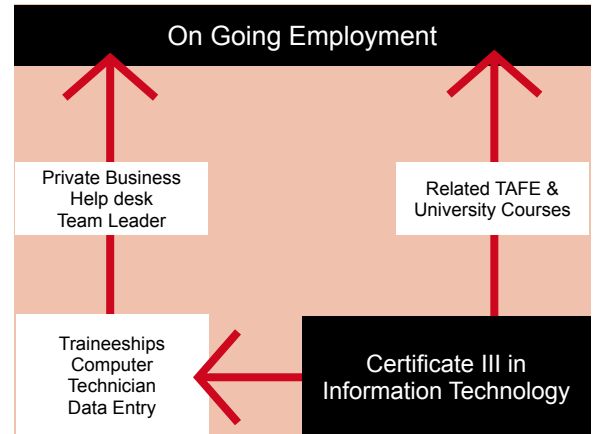 On Going Employment
Private Business
Help desk
Team Leader
Related TAFE &
University Courses
Traineeships
Computer
Technician
Data Entry
Certificate III in
Information Technology